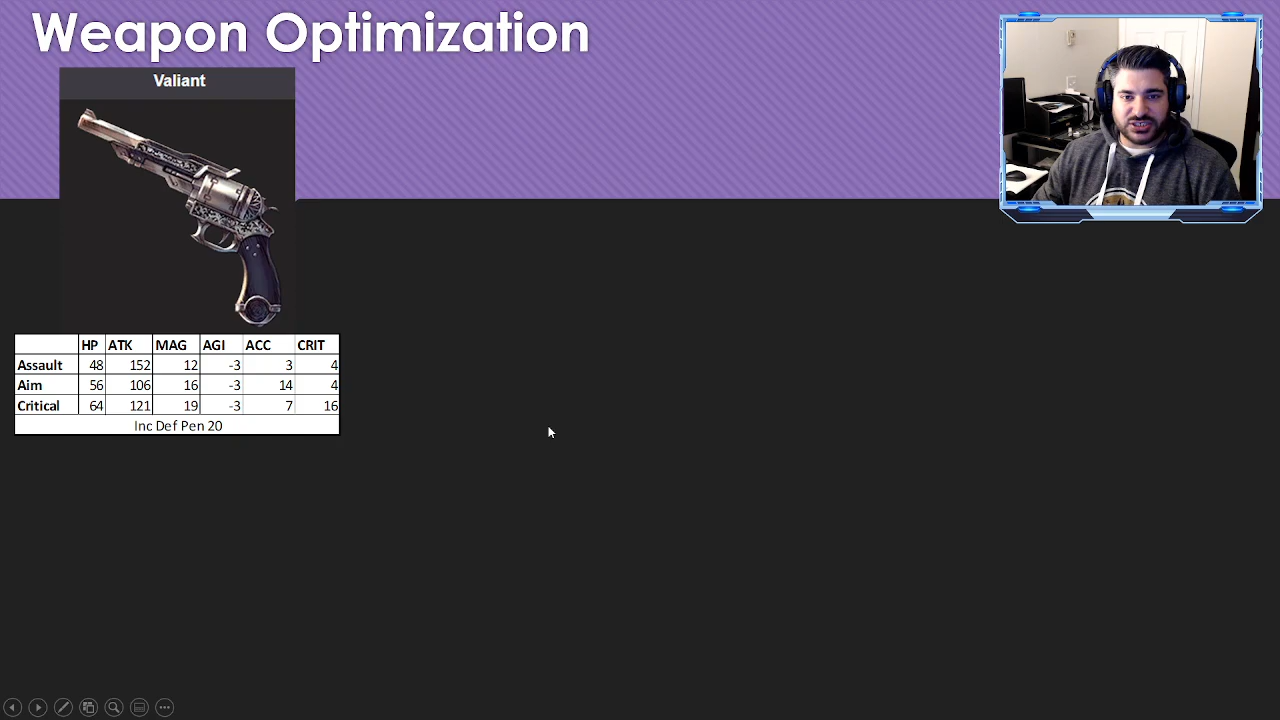 Weapon Optimization
Valiant
HP ATK MAG AGI ACC CRIT
Assault 48 152 12 -3 3 4
Aim 56 106 16 -3 14 4
Critical 64 121 19 -3 7 16
Inc Def Pen 20